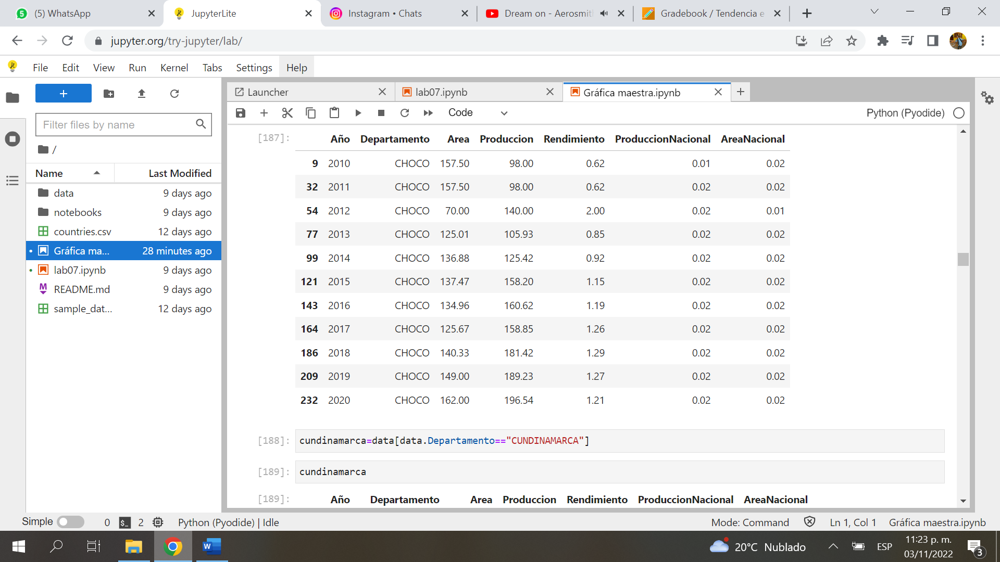 (5) WhatsApp
JupyterLite
Instagram • Chats
Dream on - Aerosmit
Gradebook / Tendencia e
jupyter.org/try-jupyter/lab/
File Edit View Run Kernel Tabs Settings Help
Launcher
lab07.ipynb
Gráfica maestra.ipynb
Code
Python (Pyodide)
Filter files by name
/
Name Last Modified
data 9 days ago
notebooks 9 days ago
countries.csv 12 days ago
Gráfica ma... 28 minutes ago
lab07.ipynb 9 days ago
README.md 9 days ago
sample_dat... 12 days ago
[187]:
Año Departamento Area Produccion Rendimiento ProduccionNacional AreaNacional
9 2010 CHOCO 157.50 98.00 0.62 0.01 0.02
32 2011 CHOCO 157.50 98.00 0.62 0.02 0.02
54 2012 CHOCO 70.00 140.00 2.00 0.02 0.01
77 2013 CHOCO 125.01 105.93 0.85 0.02 0.02
99 2014 CHOCO 136.88 125.42 0.92 0.02 0.02
121 2015 CHOCO 137.47 158.20 1.15 0.02 0.02
143 2016 CHOCO 134.96 160.62 1.19 0.02 0.02
164 2017 CHOCO 125.67 158.85 1.26 0.02 0.02
186 2018 CHOCO 140.33 181.42 1.29 0.02 0.02
209 2019 CHOCO 149.00 189.23 1.27 0.02 0.02
232 2020 CHOCO 162.00 196.54 1.21 0.02 0.02
[188]: cundinamarca=data[data.Departamento=="CUNDINAMARCA"]
[189]: cundinamarca
[189]: Año Departamento Area Produccion Rendimiento ProduccionNacional AreaNacional
Simple 0 2 Python (Pyodide) | Idle
Mode: Command Ln 1, Col 1 Gráfica maestra.ipynb
20°C Nublado
ESP
11:23 p. m.
03/11/2022
3